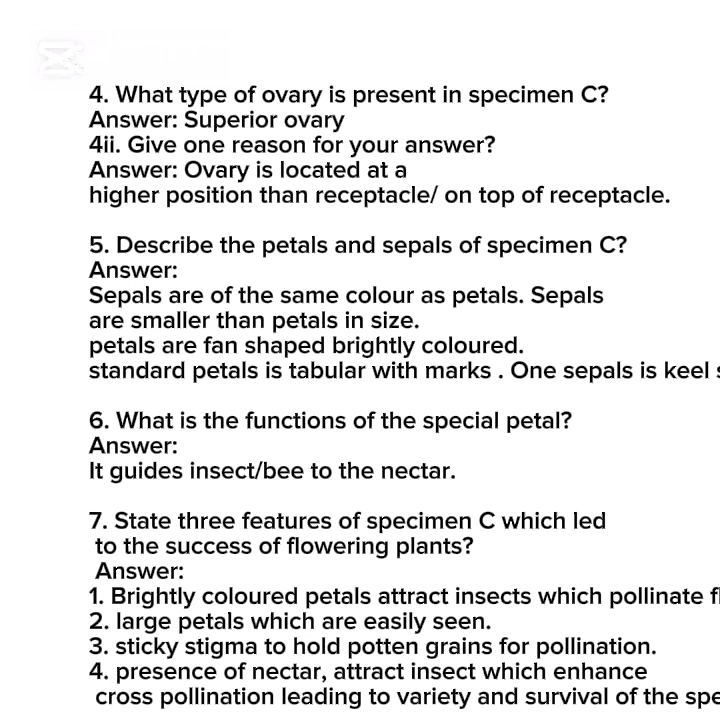 4. What type of ovary is present in specimen C?
Answer: Superior ovary
4ii. Give one reason for your answer?
Answer: Ovary is located at a
higher position than receptacle/ on top of receptacle.
5. Describe the petals and sepals of specimen C?
Answer:
Sepals are of the same colour as petals. Sepals
are smaller than petals in size.
petals are fan shaped brightly coloured.
standard petals is tabular with marks . One sepals is keel
6. What is the functions of the special petal?
Answer:
It guides insect/bee to the nectar.
7. State three features of specimen C which led
to the success of flowering plants?
Answer:
1. Brightly coloured petals attract insects which pollinate
2. large petals which are easily seen.
3. sticky stigma to hold potten grains for pollination.
4. presence of nectar, attract insect which enhance
cross pollination leading to variety and survival of the